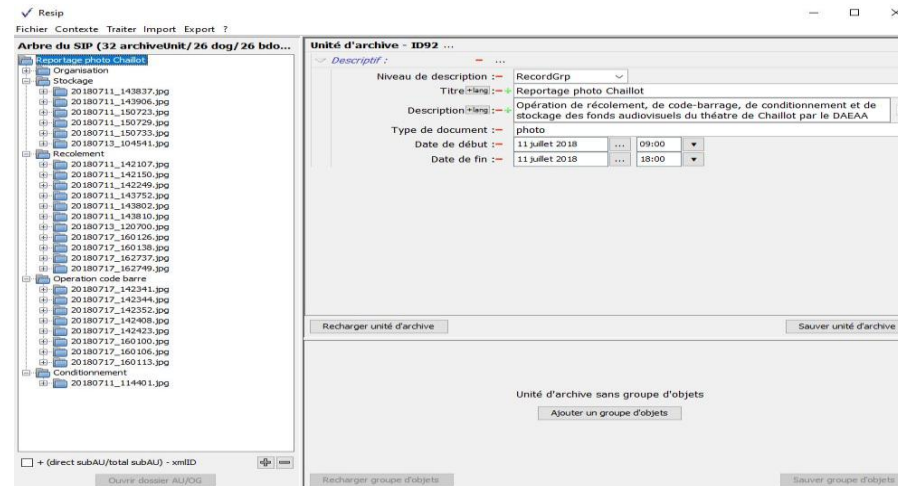 Resip
Fichier Contexte Traiter Import Export ?
Arbre du SIP (32 archiveUnit/26 dog/26 bdo...
Reportage photo Chaillot
Organisation
Stockage
20180711_143837.jpg
20180711_143906.jpg
20180711_150723.jpg
20180711_150729.jpg
20180711_150733.jpg
20180713_104541.jpg
Recolement
20180711_142107.jpg
20180711_142150.jpg
20180711_142249.jpg
20180711_143752.jpg
20180711_143802.jpg
20180711_143810.jpg
20180713_120700.jpg
20180717_160126.jpg
20180717_160138.jpg
20180717_162737.jpg
20180717_162749.jpg
Operation code barre
20180717_142341.jpg
20180717_142344.jpg
20180717_142352.jpg
20180717_142408.jpg
20180717_142423.jpg
20180717_160100.jpg
20180717_160106.jpg
20180717_160113.jpg
Conditionnement
20180711_114401.jpg
+ (direct subAU/total subAU) - xmlID
Ouvrir dossier AU/OG
Unité d'archive - ID92 ...
Descriptif : − ...
Niveau de description :− RecordGrp
Titre +lang :−+ Reportage photo Chaillot
Description +lang :−+ Opération de récolement, de code-barrage, de conditionnement et de
stockage des fonds audiovisuels du théatre de Chaillot par le DAEAA
Type de document :− photo
Date de début :− 11 juillet 2018 ... 09:00
Date de fin :− 11 juillet 2018 ... 18:00
Recharger unité d'archive Sauver unité d'archive
Unité d'archive sans groupe d'objets
Ajouter un groupe d'objets
Recharger groupe d'objets Sauver groupe d'objets